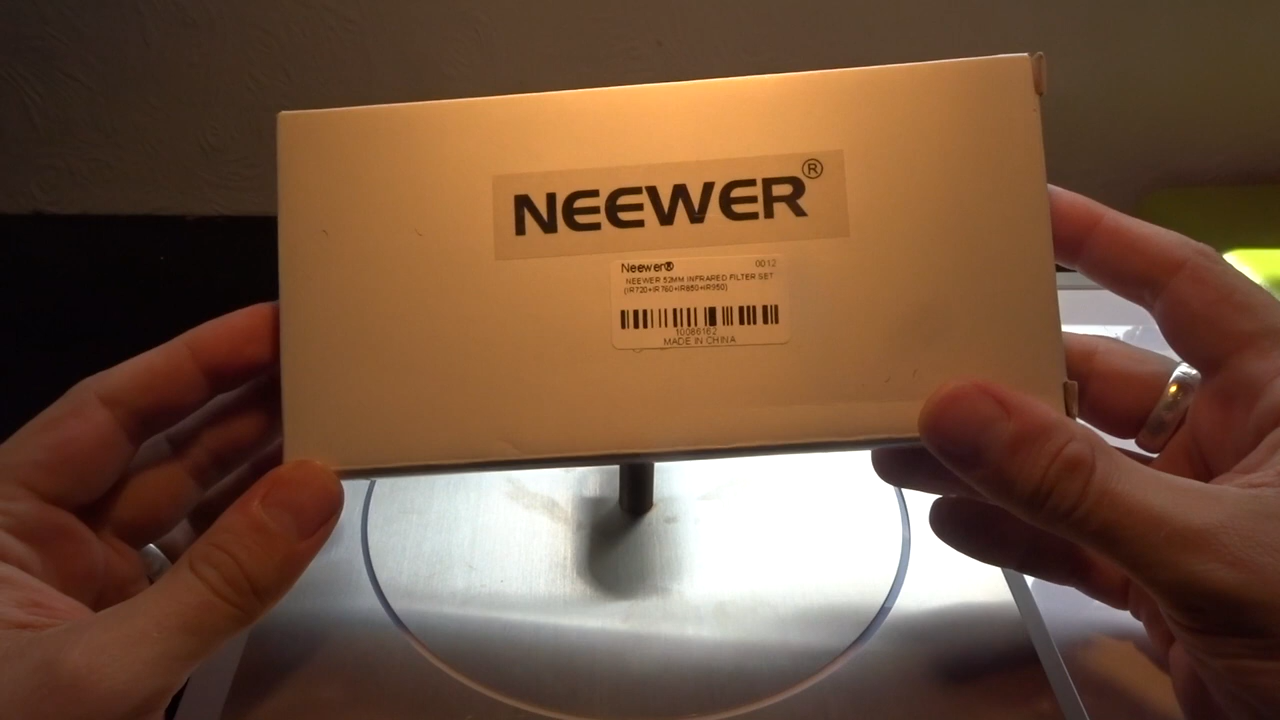 NEEWER®
Neewer® 0012
NEEWER 52MM INFRARED FILTER SET
(IR720+IR760+IR850+IR950)
10086162
MADE IN CHINA